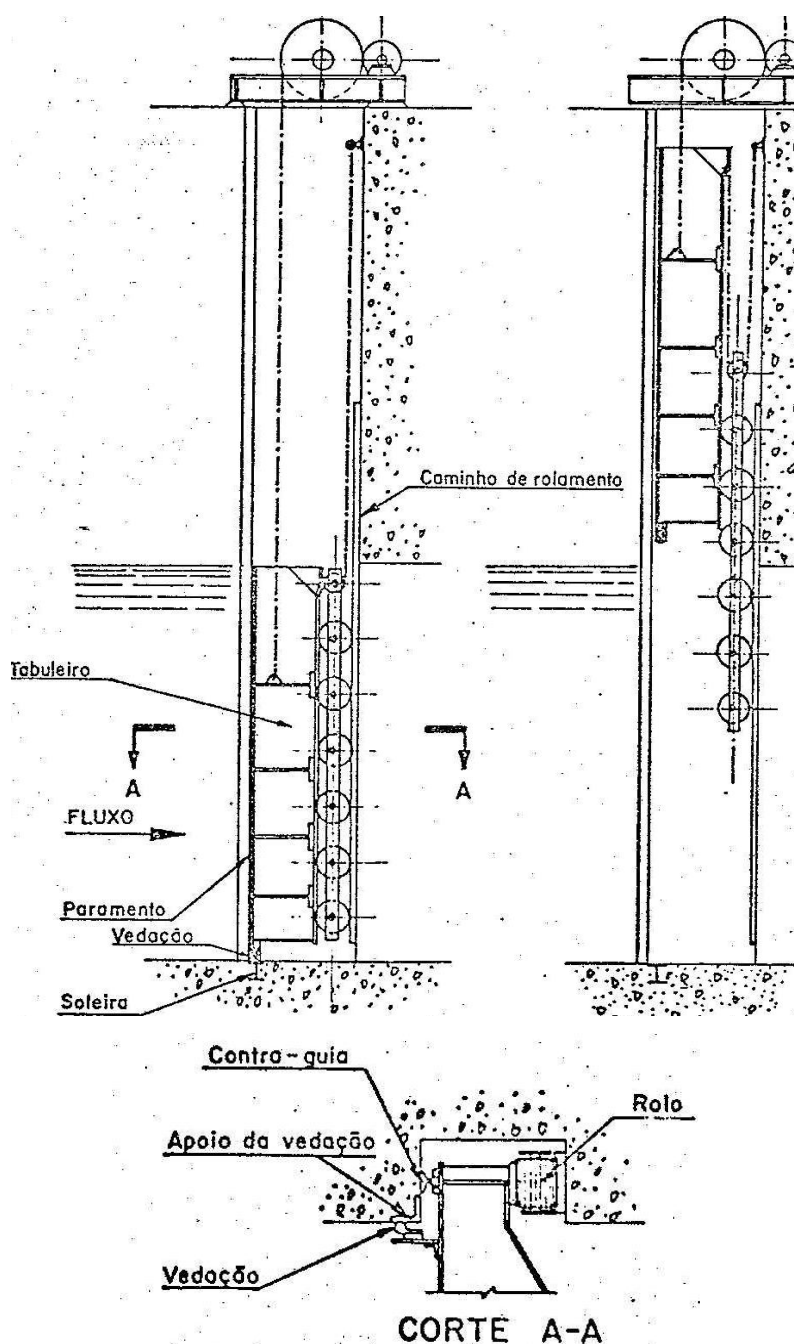 Caminho de rolamento
Tabuleiro
A
A
FLUXO
Paramento
Vedação
Soleira
Contra-guia
Rolo
Apoio da vedação
Vedação
CORTE A-A